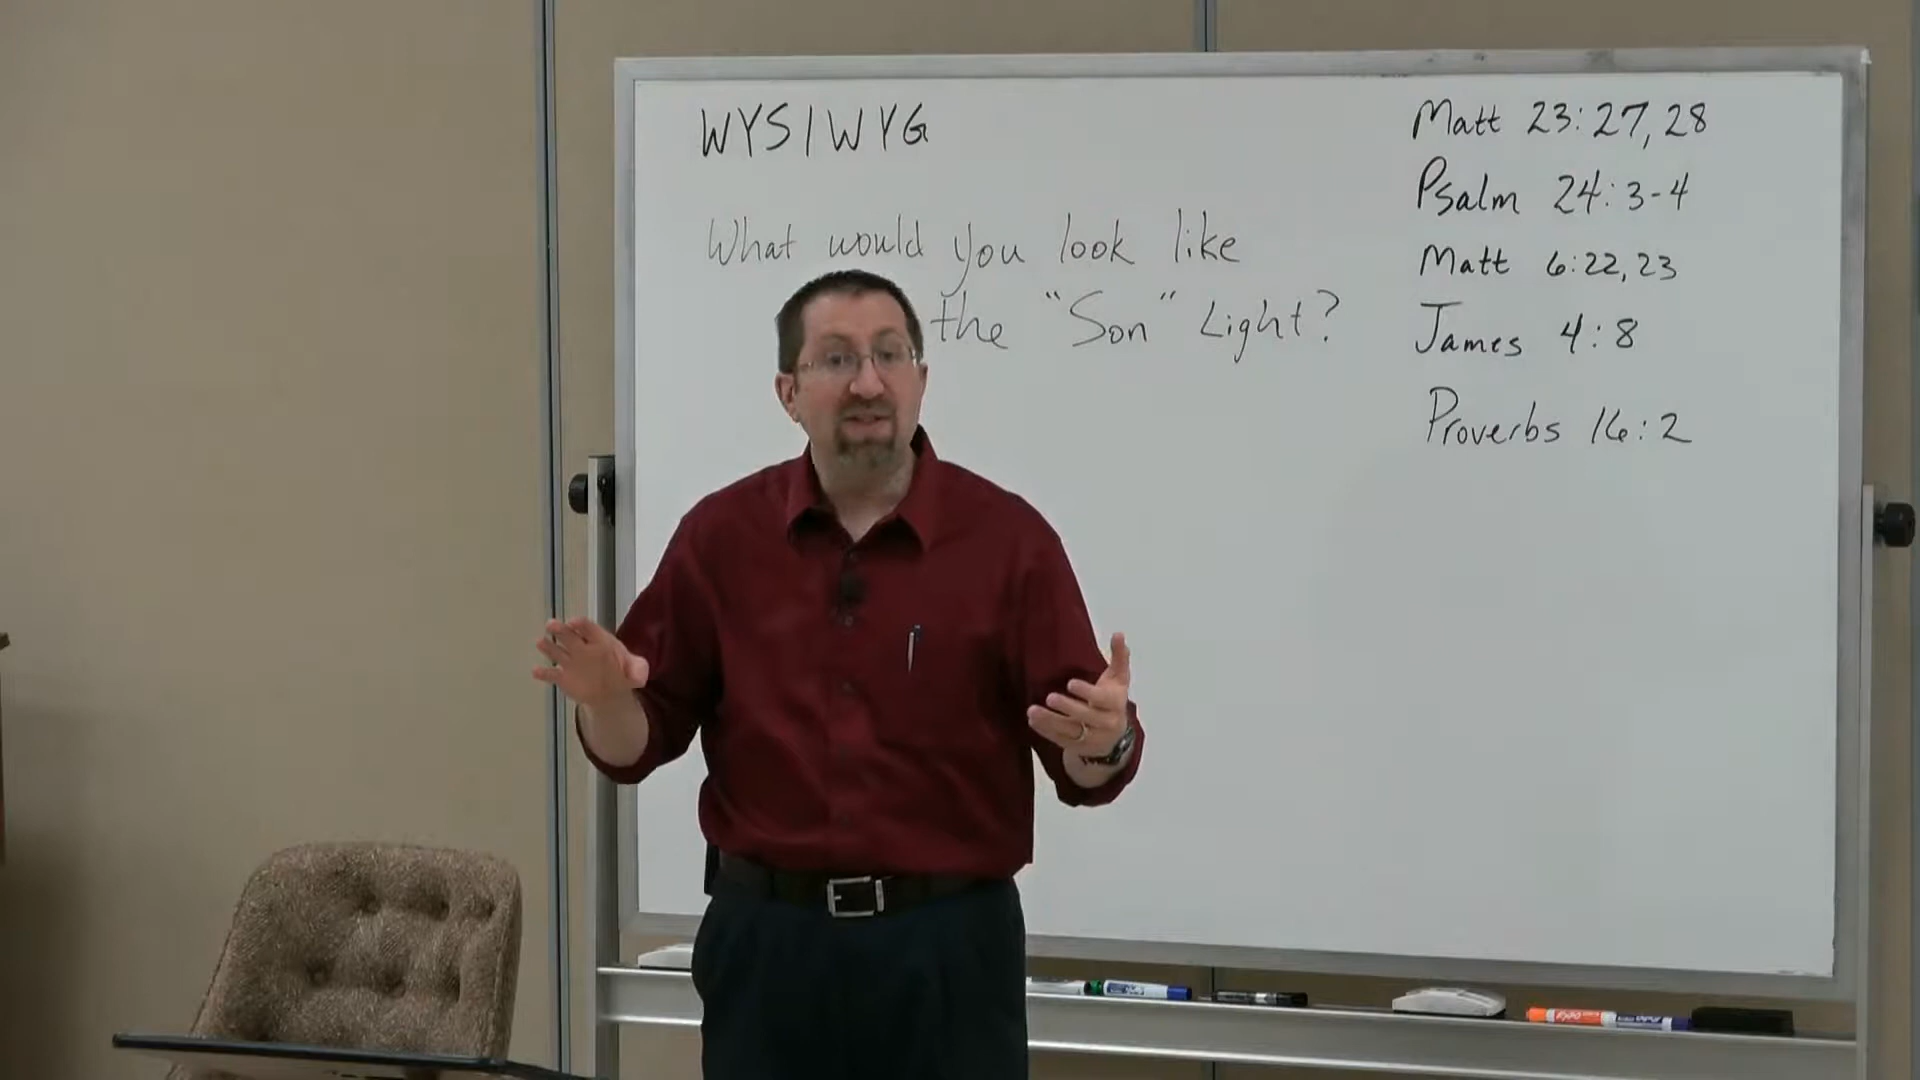 WYSIWYG
What would you look like
the "Son" Light?
Matt 23:27,28
Psalm 24:3-4
Matt 6:22,23
James 4:8
Proverbs 16:2
EXPO